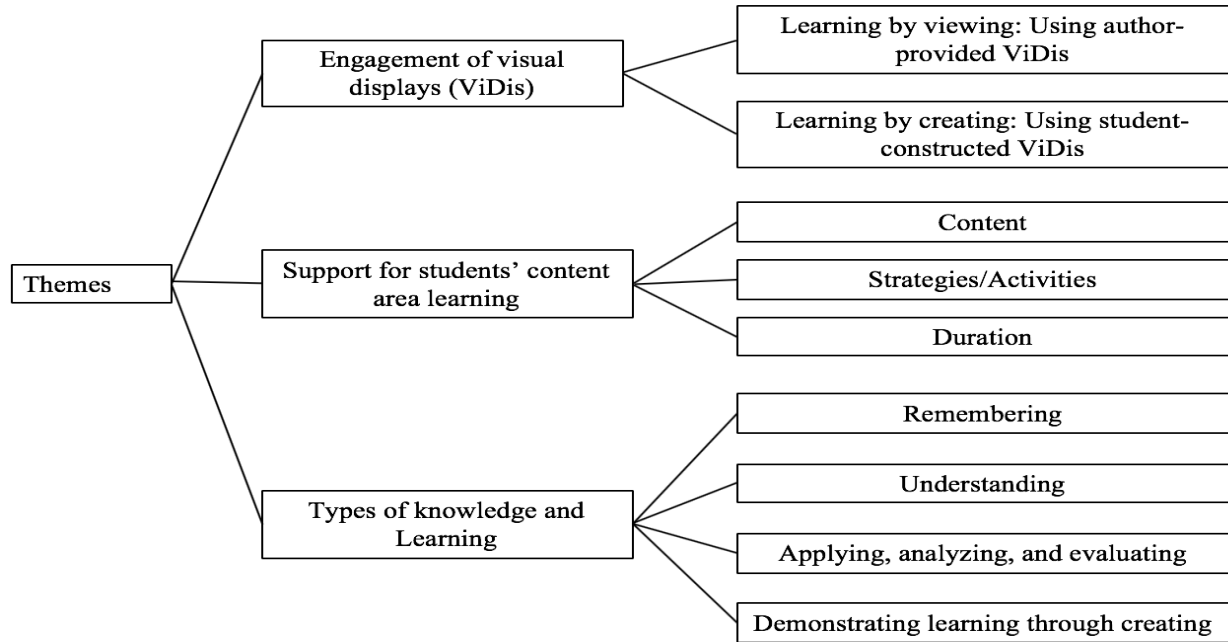 Themes
Engagement of visual
displays (ViDis)
Learning by viewing: Using author-
provided ViDis
Learning by creating: Using student-
constructed ViDis
Support for students’ content
area learning
Content
Strategies/Activities
Duration
Types of knowledge and
Learning
Remembering
Understanding
Applying, analyzing, and evaluating
Demonstrating learning through creating